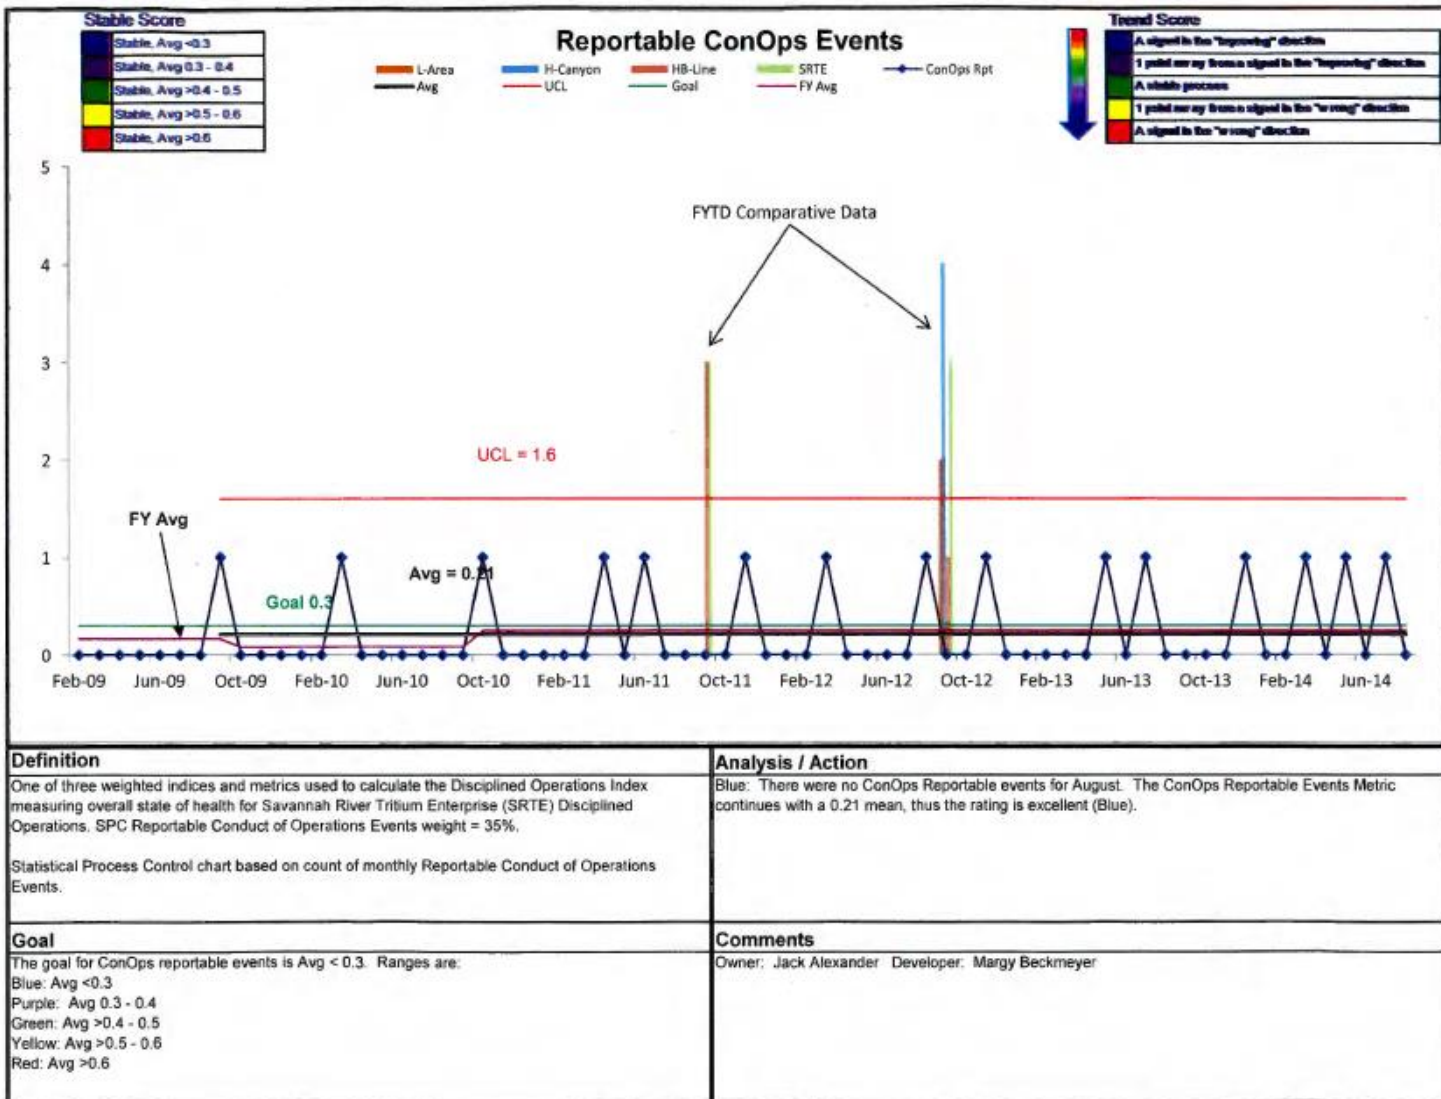 Stable Score
Stable, Avg <0.3
Stable, Avg 0.3 - 0.4
Stable, Avg >0.4 - 0.5
Stable, Avg >0.5 - 0.6
Stable, Avg >0.6
Reportable ConOps Events
L-Area H-Canyon HB-Line SRTE ConOps Rpt
Avg UCL Goal FY Avg
Trend Score
A signal in the "improving" direction
1 point away from a signal in the "improving" direction
A stable process
1 point away from a signal in the "wrong" direction
A signal in the "wrong" direction
5
4
3
2
1
0
FYTD Comparative Data
UCL = 1.6
FY Avg
Avg = 0.21
Goal 0.3
Feb-09 Jun-09 Oct-09 Feb-10 Jun-10 Oct-10 Feb-11 Jun-11 Oct-11 Feb-12 Jun-12 Oct-12 Feb-13 Jun-13 Oct-13 Feb-14 Jun-14
Definition
One of three weighted indices and metrics used to calculate the Disciplined Operations Index
measuring overall state of health for Savannah River Tritium Enterprise (SRTE) Disciplined
Operations. SPC Reportable Conduct of Operations Events weight = 35%.
Statistical Process Control chart based on count of monthly Reportable Conduct of Operations
Events.
Analysis / Action
Blue: There were no ConOps Reportable events for August. The ConOps Reportable Events Metric
continues with a 0.21 mean, thus the rating is excellent (Blue).
Goal
The goal for ConOps reportable events is Avg < 0.3. Ranges are:
Blue: Avg <0.3
Purple: Avg 0.3 - 0.4
Green: Avg >0.4 - 0.5
Yellow: Avg >0.5 - 0.6
Red: Avg >0.6
Comments
Owner: Jack Alexander Developer: Margy Beckmeyer